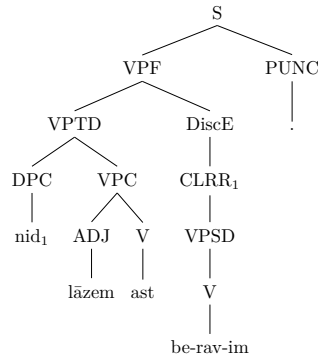 S
VPF PUNC
VPTD DiscE .
DPC VPC CLRR₁
nid₁ ADJ V VPSD
lāzem ast V
be-rav-im